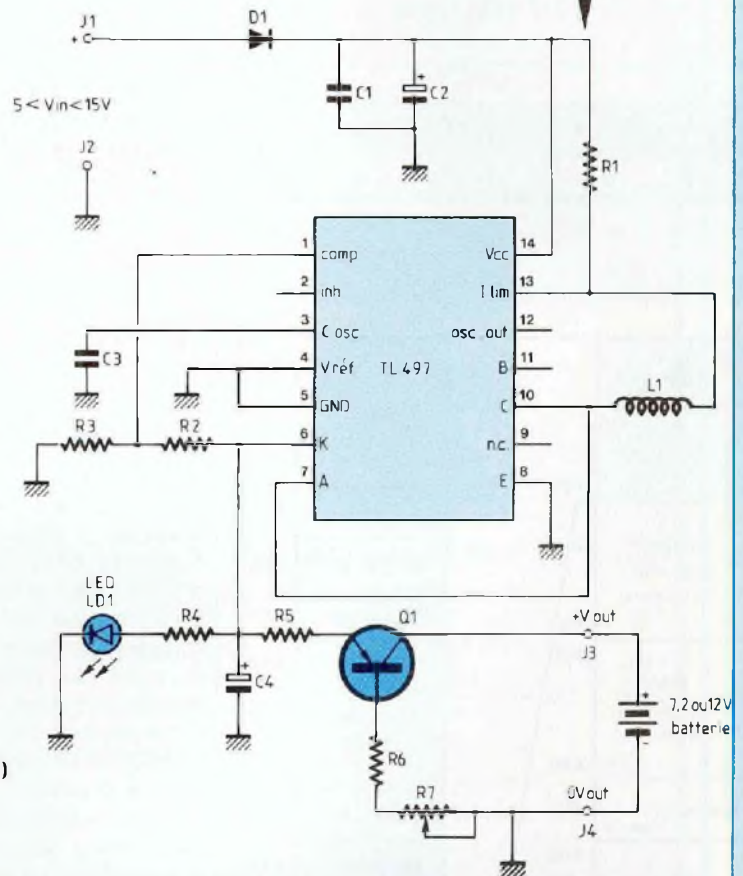 J1
+
D1
5 < Vin < 15V
J2
C1
+
C2
R1
1 comp
2 inh
3 C osc
4 Vréf
5 GND
6 K
7 A
TL 497
Vcc 14
I lim 13
osc. out 12
B 11
C 10
n.c. 9
E 8
C3
L1
R3
R2
LED
LD1
R4
R5
Q1
+
C4
+V out
J3
+
7,2 ou 12V
batterie
-
R6
R7
0V out
J4
)